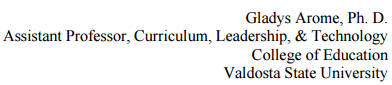 Gladys Arome, Ph. D.
Assistant Professor, Curriculum, Leadership, & Technology
College of Education
Valdosta State University